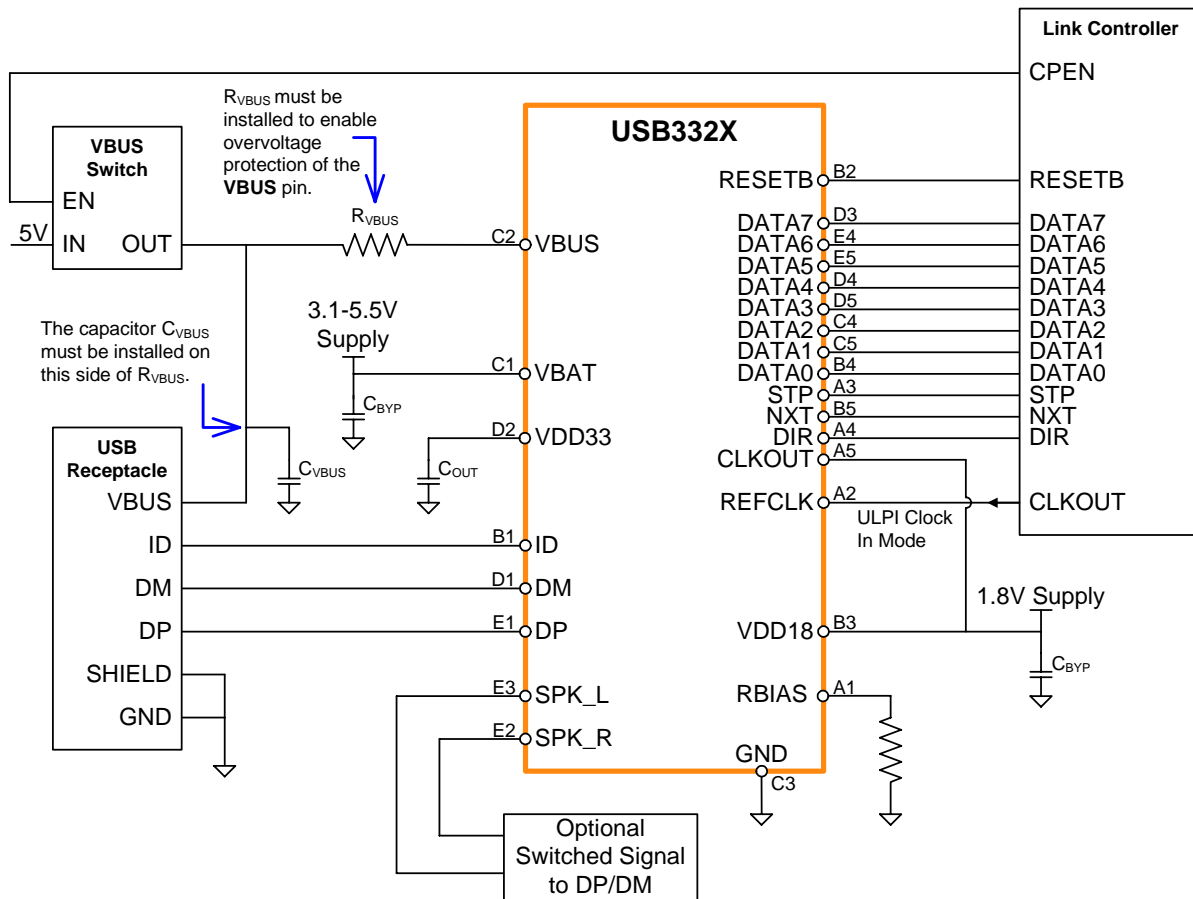 Link Controller
CPEN
RESETB
DATA7
DATA6
DATA5
DATA4
DATA3
DATA2
DATA1
DATA0
STP
NXT
DIR
CLKOUT
RVBUS must be
installed to enable
overvoltage
protection of the
VBUS pin.
VBUS
Switch
EN
5V
IN
OUT
RVBUS
The capacitor CVBUS
must be installed on
this side of RVBUS.
3.1-5.5V
Supply
CBYP
COUT
CVBUS
USB
Receptacle
VBUS
ID
DM
DP
SHIELD
GND
USB332X
C2
VBUS
C1
VBAT
D2
VDD33
B1
ID
D1
DM
E1
DP
E3
SPK_L
E2
SPK_R
RESETB
B2
DATA7
D3
DATA6
E4
DATA5
E5
DATA4
D4
DATA3
D5
DATA2
C4
DATA1
C5
DATA0
B4
STP
A3
NXT
B5
DIR
A4
CLKOUT
A5
REFCLK
A2
ULPI Clock
In Mode
1.8V Supply
VDD18
B3
CBYP
RBIAS
A1
GND
C3
Optional
Switched Signal
to DP/DM